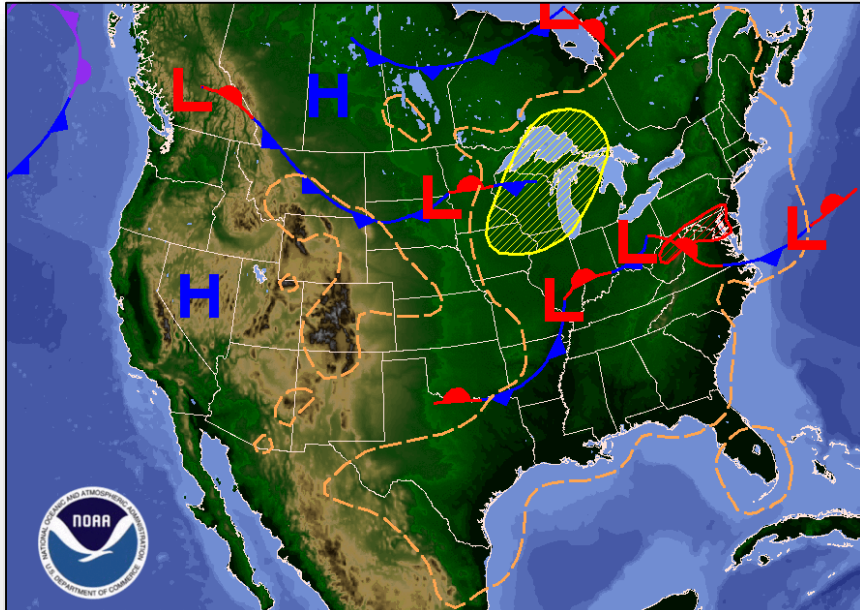 L
L
H
L
L
L
H
L
NATIONAL OCEANIC AND ATMOSPHERIC ADMINISTRATION
NOAA
U.S. DEPARTMENT OF COMMERCE